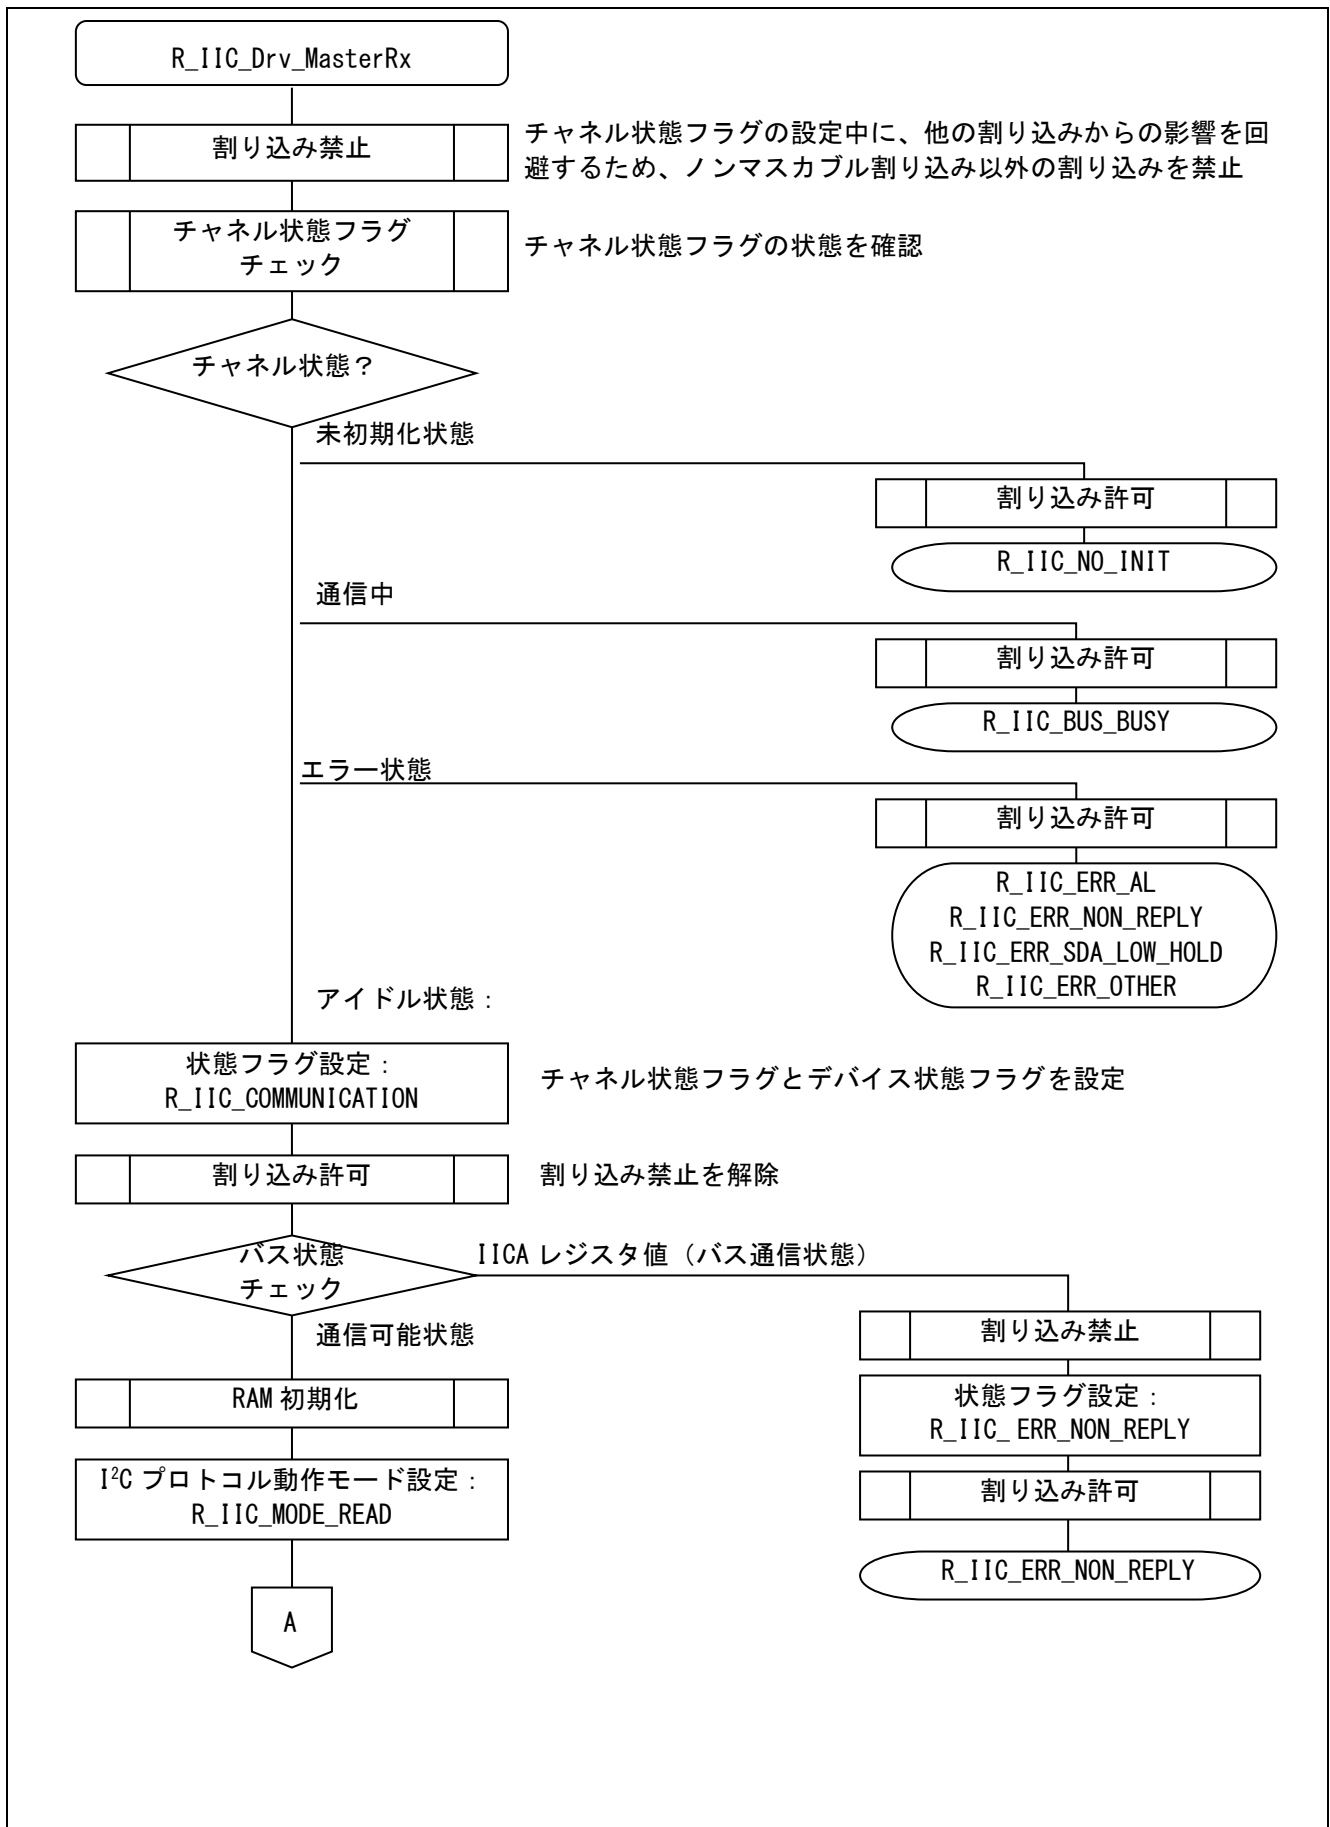 R_IIC_Drv_MasterRx
割り込み禁止
チャネル状態フラグの設定中に、他の割り込みからの影響を回
避するため、ノンマスカブル割り込み以外の割り込みを禁止
チャネル状態フラグ
チェック
チャネル状態フラグの状態を確認
チャネル状態？
未初期化状態
割り込み許可
R_IIC_NO_INIT
通信中
割り込み許可
R_IIC_BUS_BUSY
エラー状態
割り込み許可
R_IIC_ERR_AL
R_IIC_ERR_NON_REPLY
R_IIC_ERR_SDA_LOW_HOLD
R_IIC_ERR_OTHER
アイドル状態：
状態フラグ設定：
R_IIC_COMMUNICATION
チャネル状態フラグとデバイス状態フラグを設定
割り込み許可
割り込み禁止を解除
バス状態
チェック
IICA レジスタ値（バス通信状態）
通信可能状態
割り込み禁止
RAM 初期化
状態フラグ設定：
R_IIC_ ERR_NON_REPLY
I²C プロトコル動作モード設定：
R_IIC_MODE_READ
割り込み許可
R_IIC_ERR_NON_REPLY
A